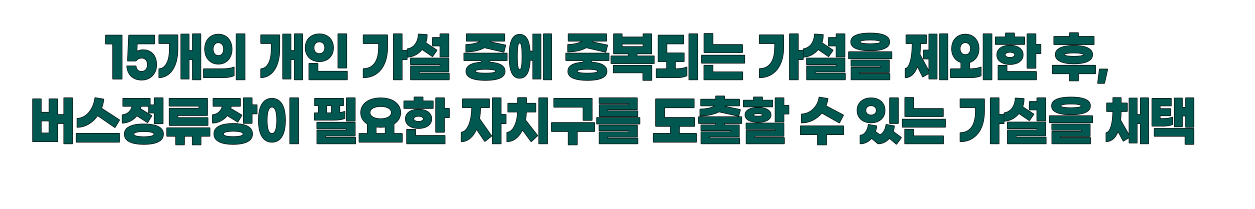 15개의 개인 가설 중에 중복되는 가설을 제외한 후,
버스정류장이 필요한 자치구를 도출할 수 있는 가설을 채택